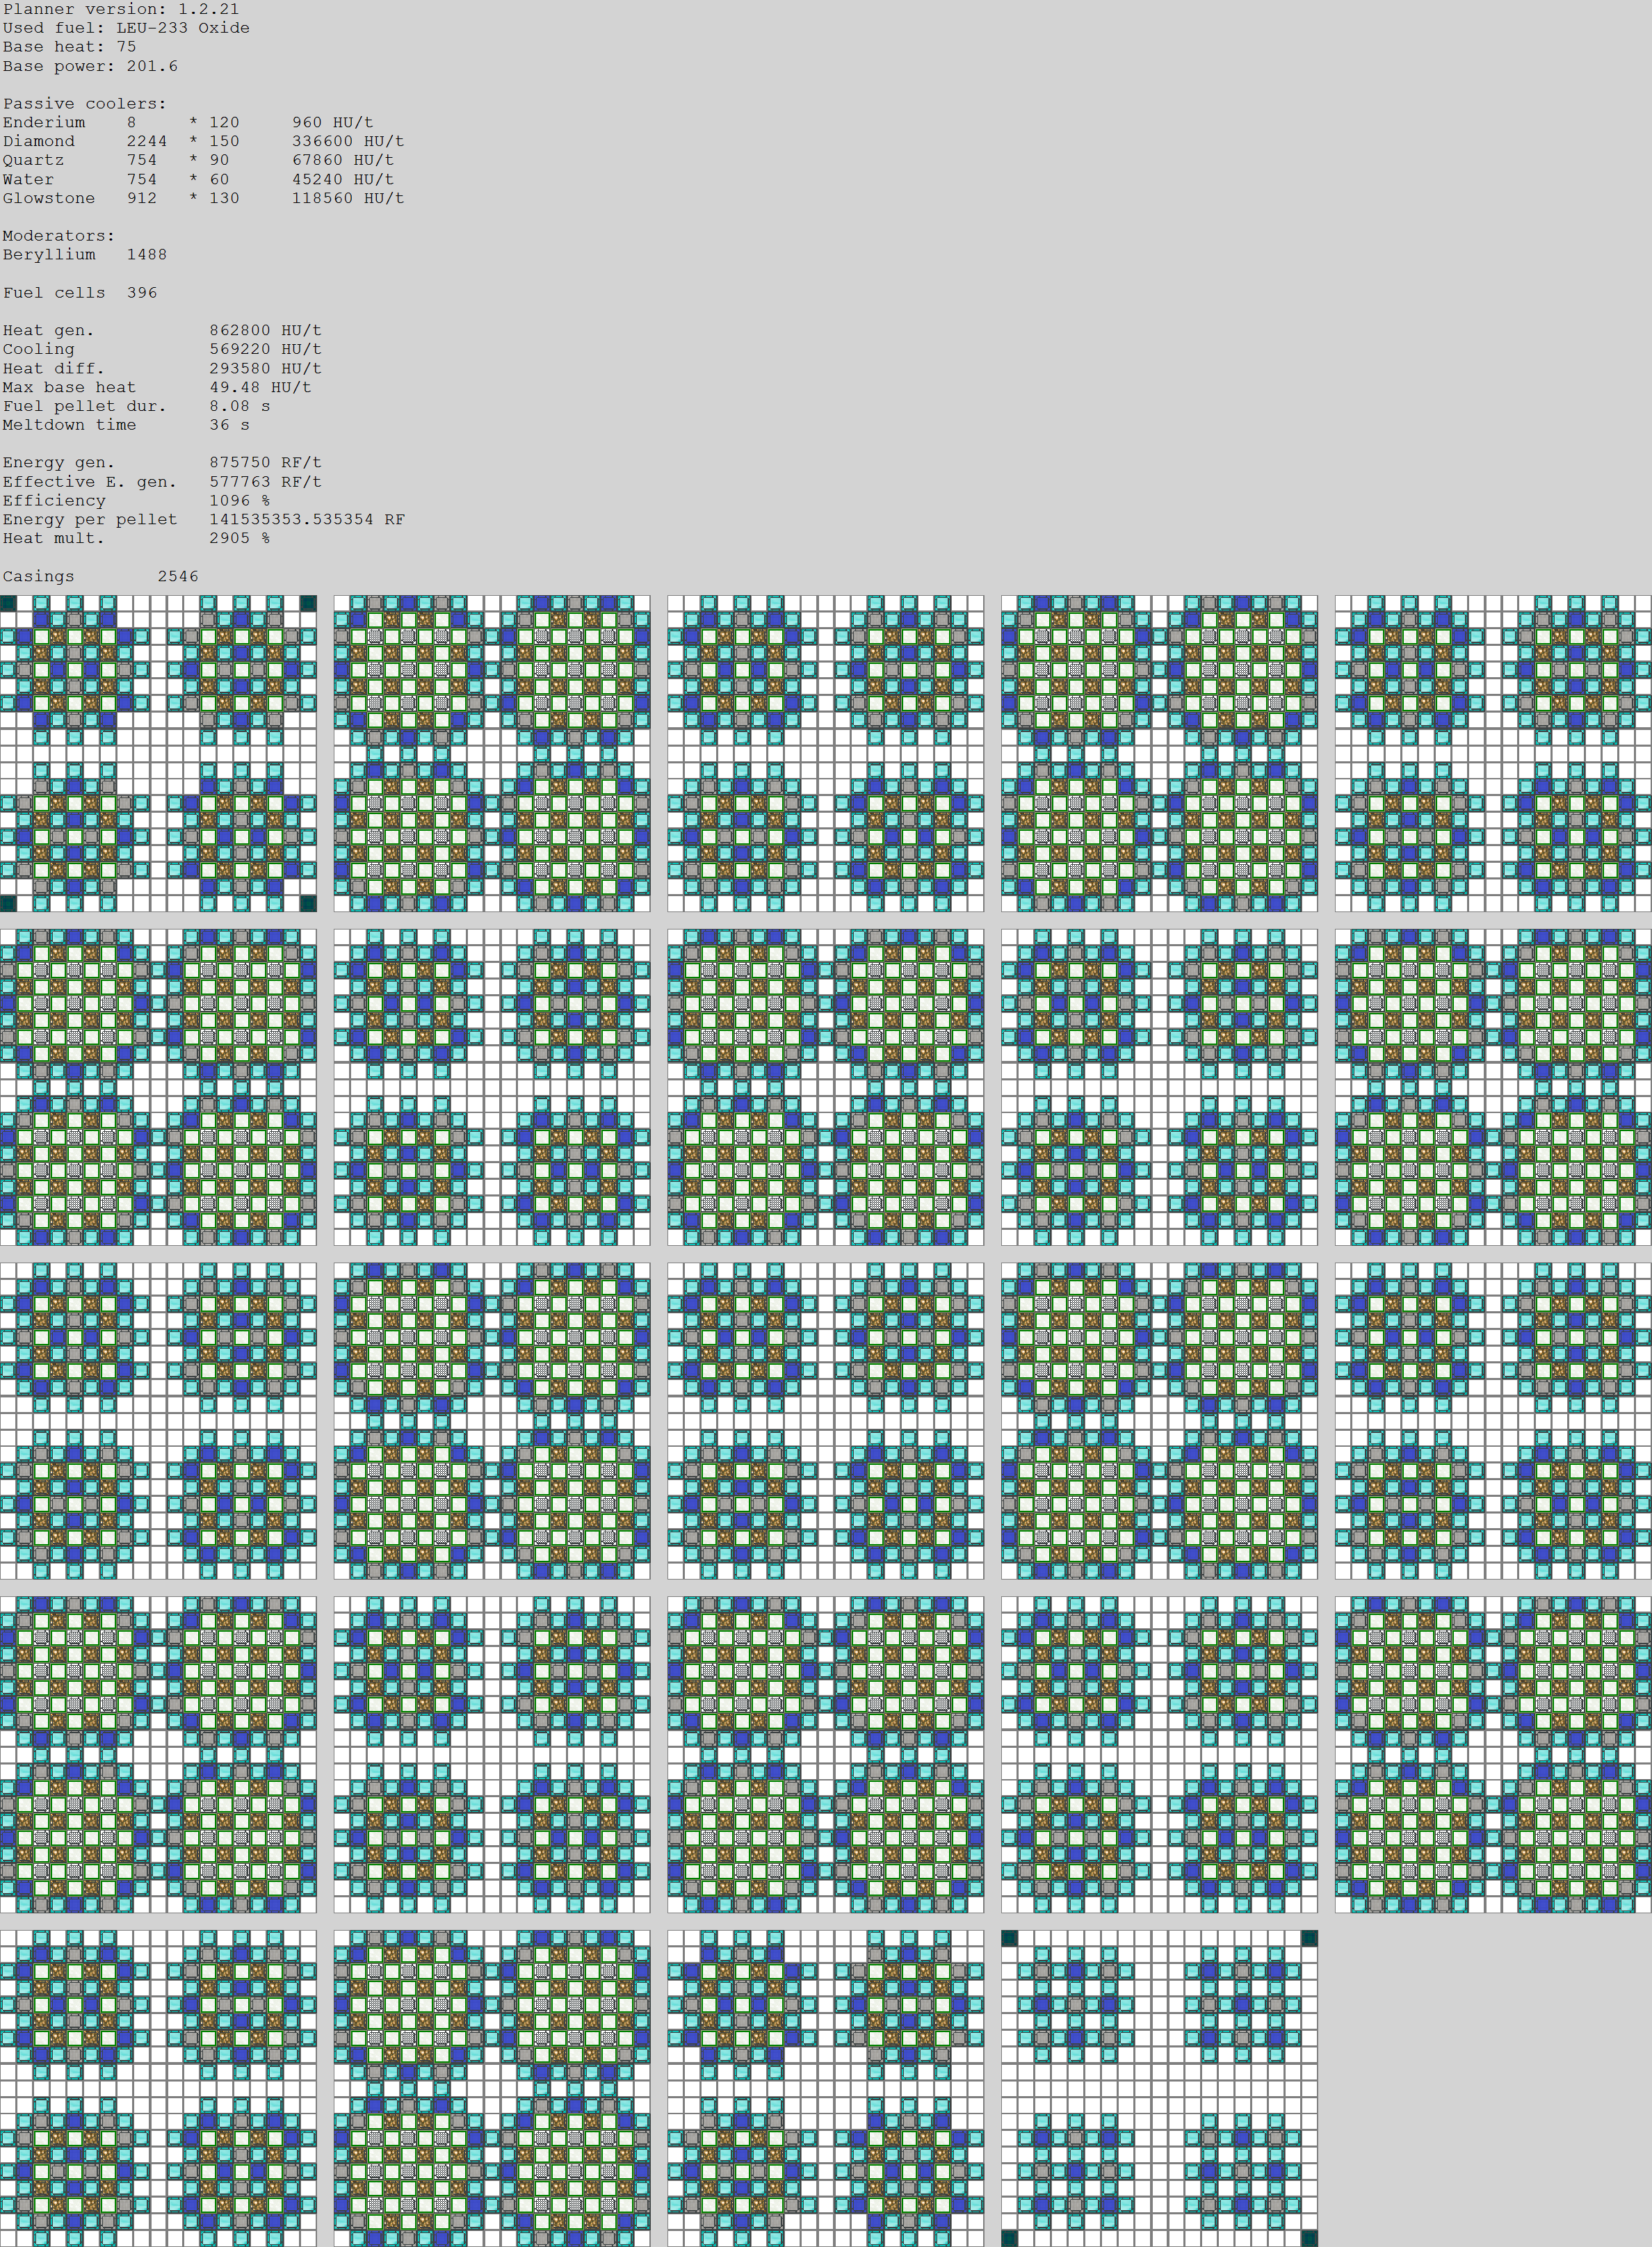 Planner version: 1.2.21
Used fuel: LEU-233 Oxide
Base heat: 75
Base power: 201.6
Passive coolers:
Enderium 8 * 120 960 HU/t
Diamond 2244 * 150 336600 HU/t
Quartz 754 * 90 67860 HU/t
Water 754 * 60 45240 HU/t
Glowstone 912 * 130 118560 HU/t
Moderators:
Beryllium 1488
Fuel cells 396
Heat gen. 862800 HU/t
Cooling 569220 HU/t
Heat diff. 293580 HU/t
Max base heat 49.48 HU/t
Fuel pellet dur. 8.08 s
Meltdown time 36 s
Energy gen. 875750 RF/t
Effective E. gen. 577763 RF/t
Efficiency 1096 %
Energy per pellet 141535353.535354 RF
Heat mult. 2905 %
Casings 2546